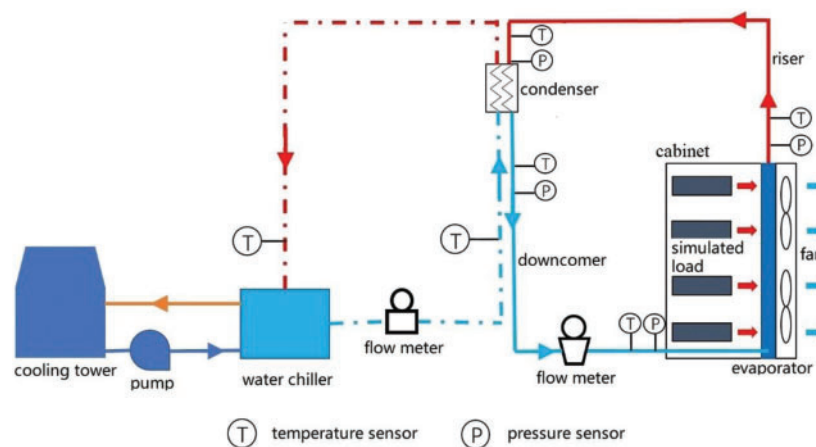 T
P
condenser
riser
T
P
cabinet
T
P
T
T
downcomer
simulated
load
fan
T
P
flow meter
flow meter
cooling tower
pump
water chiller
evaporator
T temperature sensor
P pressure sensor